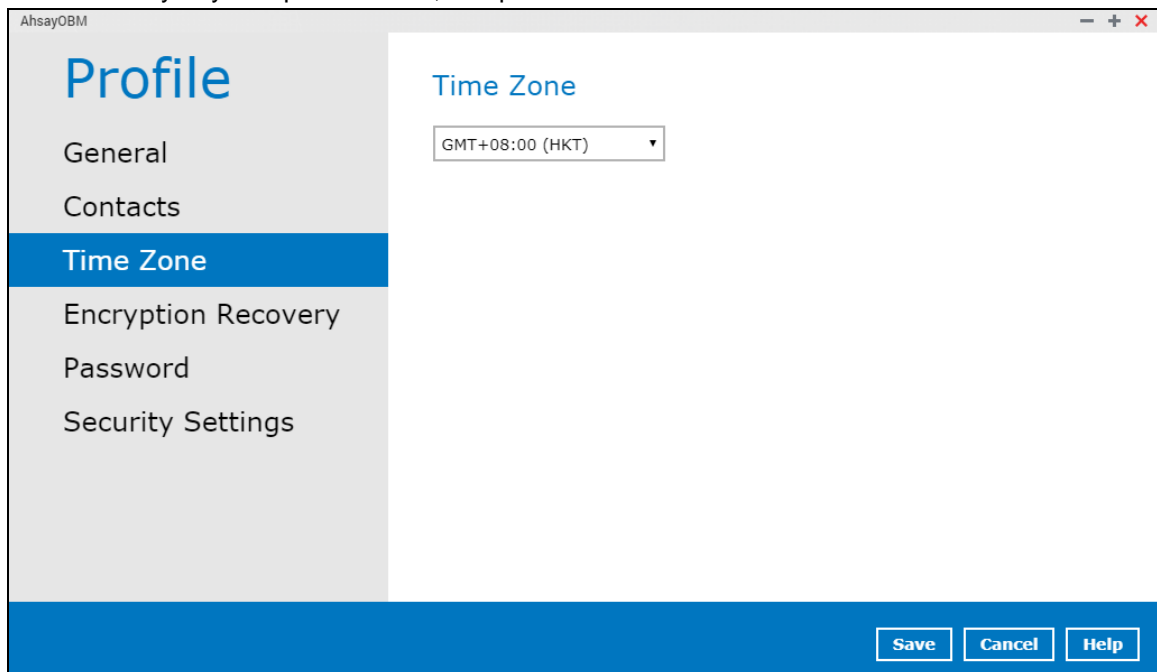 AhsayOBM
Profile
General
Contacts
Time Zone
Encryption Recovery
Password
Security Settings
Time Zone
GMT+08:00 (HKT)
Save Cancel Help